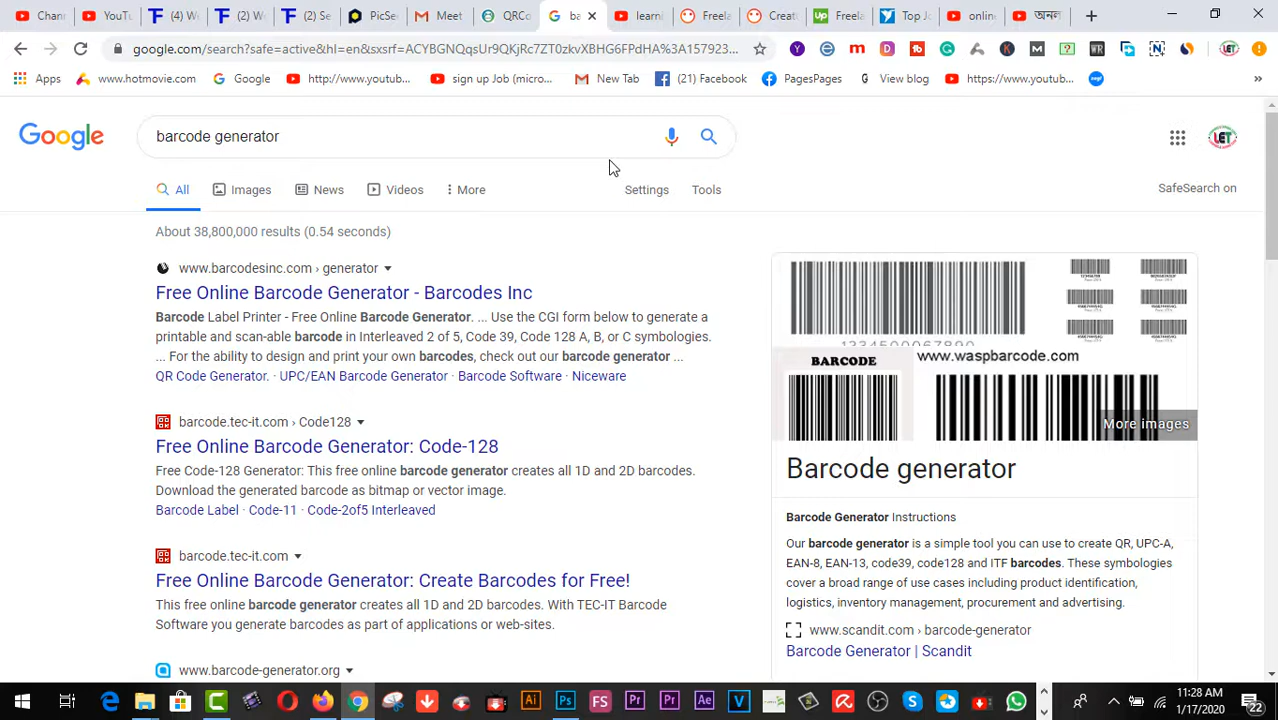 Chann
YouTu
(4) W
(2) W
(2) Se
PicSe
Meet
QRCo
ba
learni
Freela
Create
Freela
Top Jo
online
google.com/search?safe=active&hl=en&sxsrf=ACYBGNQqsUr9QKjRc7ZT0zkvXBHG6FPdHA%3A157923...
Apps
www.hotmovie.com
Google
http://www.youtub...
sign up Job (micro...
New Tab
(21) Facebook
PagesPages
View blog
https://www.youtub...
Google
barcode generator
LET
All
Images
News
Videos
More
Settings
Tools
SafeSearch on
About 38,800,000 results (0.54 seconds)
www.barcodesinc.com › generator
Free Online Barcode Generator - Barcodes Inc
Barcode Label Printer - Free Online Barcode Generator. ... Use the CGI form below to generate a
printable and scan-able barcode in Interleaved 2 of 5, Code 39, Code 128 A, B, or C symbologies.
... For the ability to design and print your own barcodes, check out our barcode generator ...
QR Code Generator. · UPC/EAN Barcode Generator · Barcode Software · Niceware
barcode.tec-it.com › Code128
Free Online Barcode Generator: Code-128
Free Code-128 Generator: This free online barcode generator creates all 1D and 2D barcodes.
Download the generated barcode as bitmap or vector image.
Barcode Label · Code-11 · Code-2of5 Interleaved
barcode.tec-it.com
Free Online Barcode Generator: Create Barcodes for Free!
This free online barcode generator creates all 1D and 2D barcodes. With TEC-IT Barcode
Software you generate barcodes as part of applications or web-sites.
www.barcode-generator.org
1234500067890
BARCODE
www.waspbarcode.com
More images
Barcode generator
Barcode Generator Instructions
Our barcode generator is a simple tool you can use to create QR, UPC-A,
EAN-8, EAN-13, code39, code128 and ITF barcodes. These symbologies
cover a broad range of use cases including product identification,
logistics, inventory management, procurement and advertising.
www.scandit.com › barcode-generator
Barcode Generator | Scandit
11:28 AM
1/17/2020
22